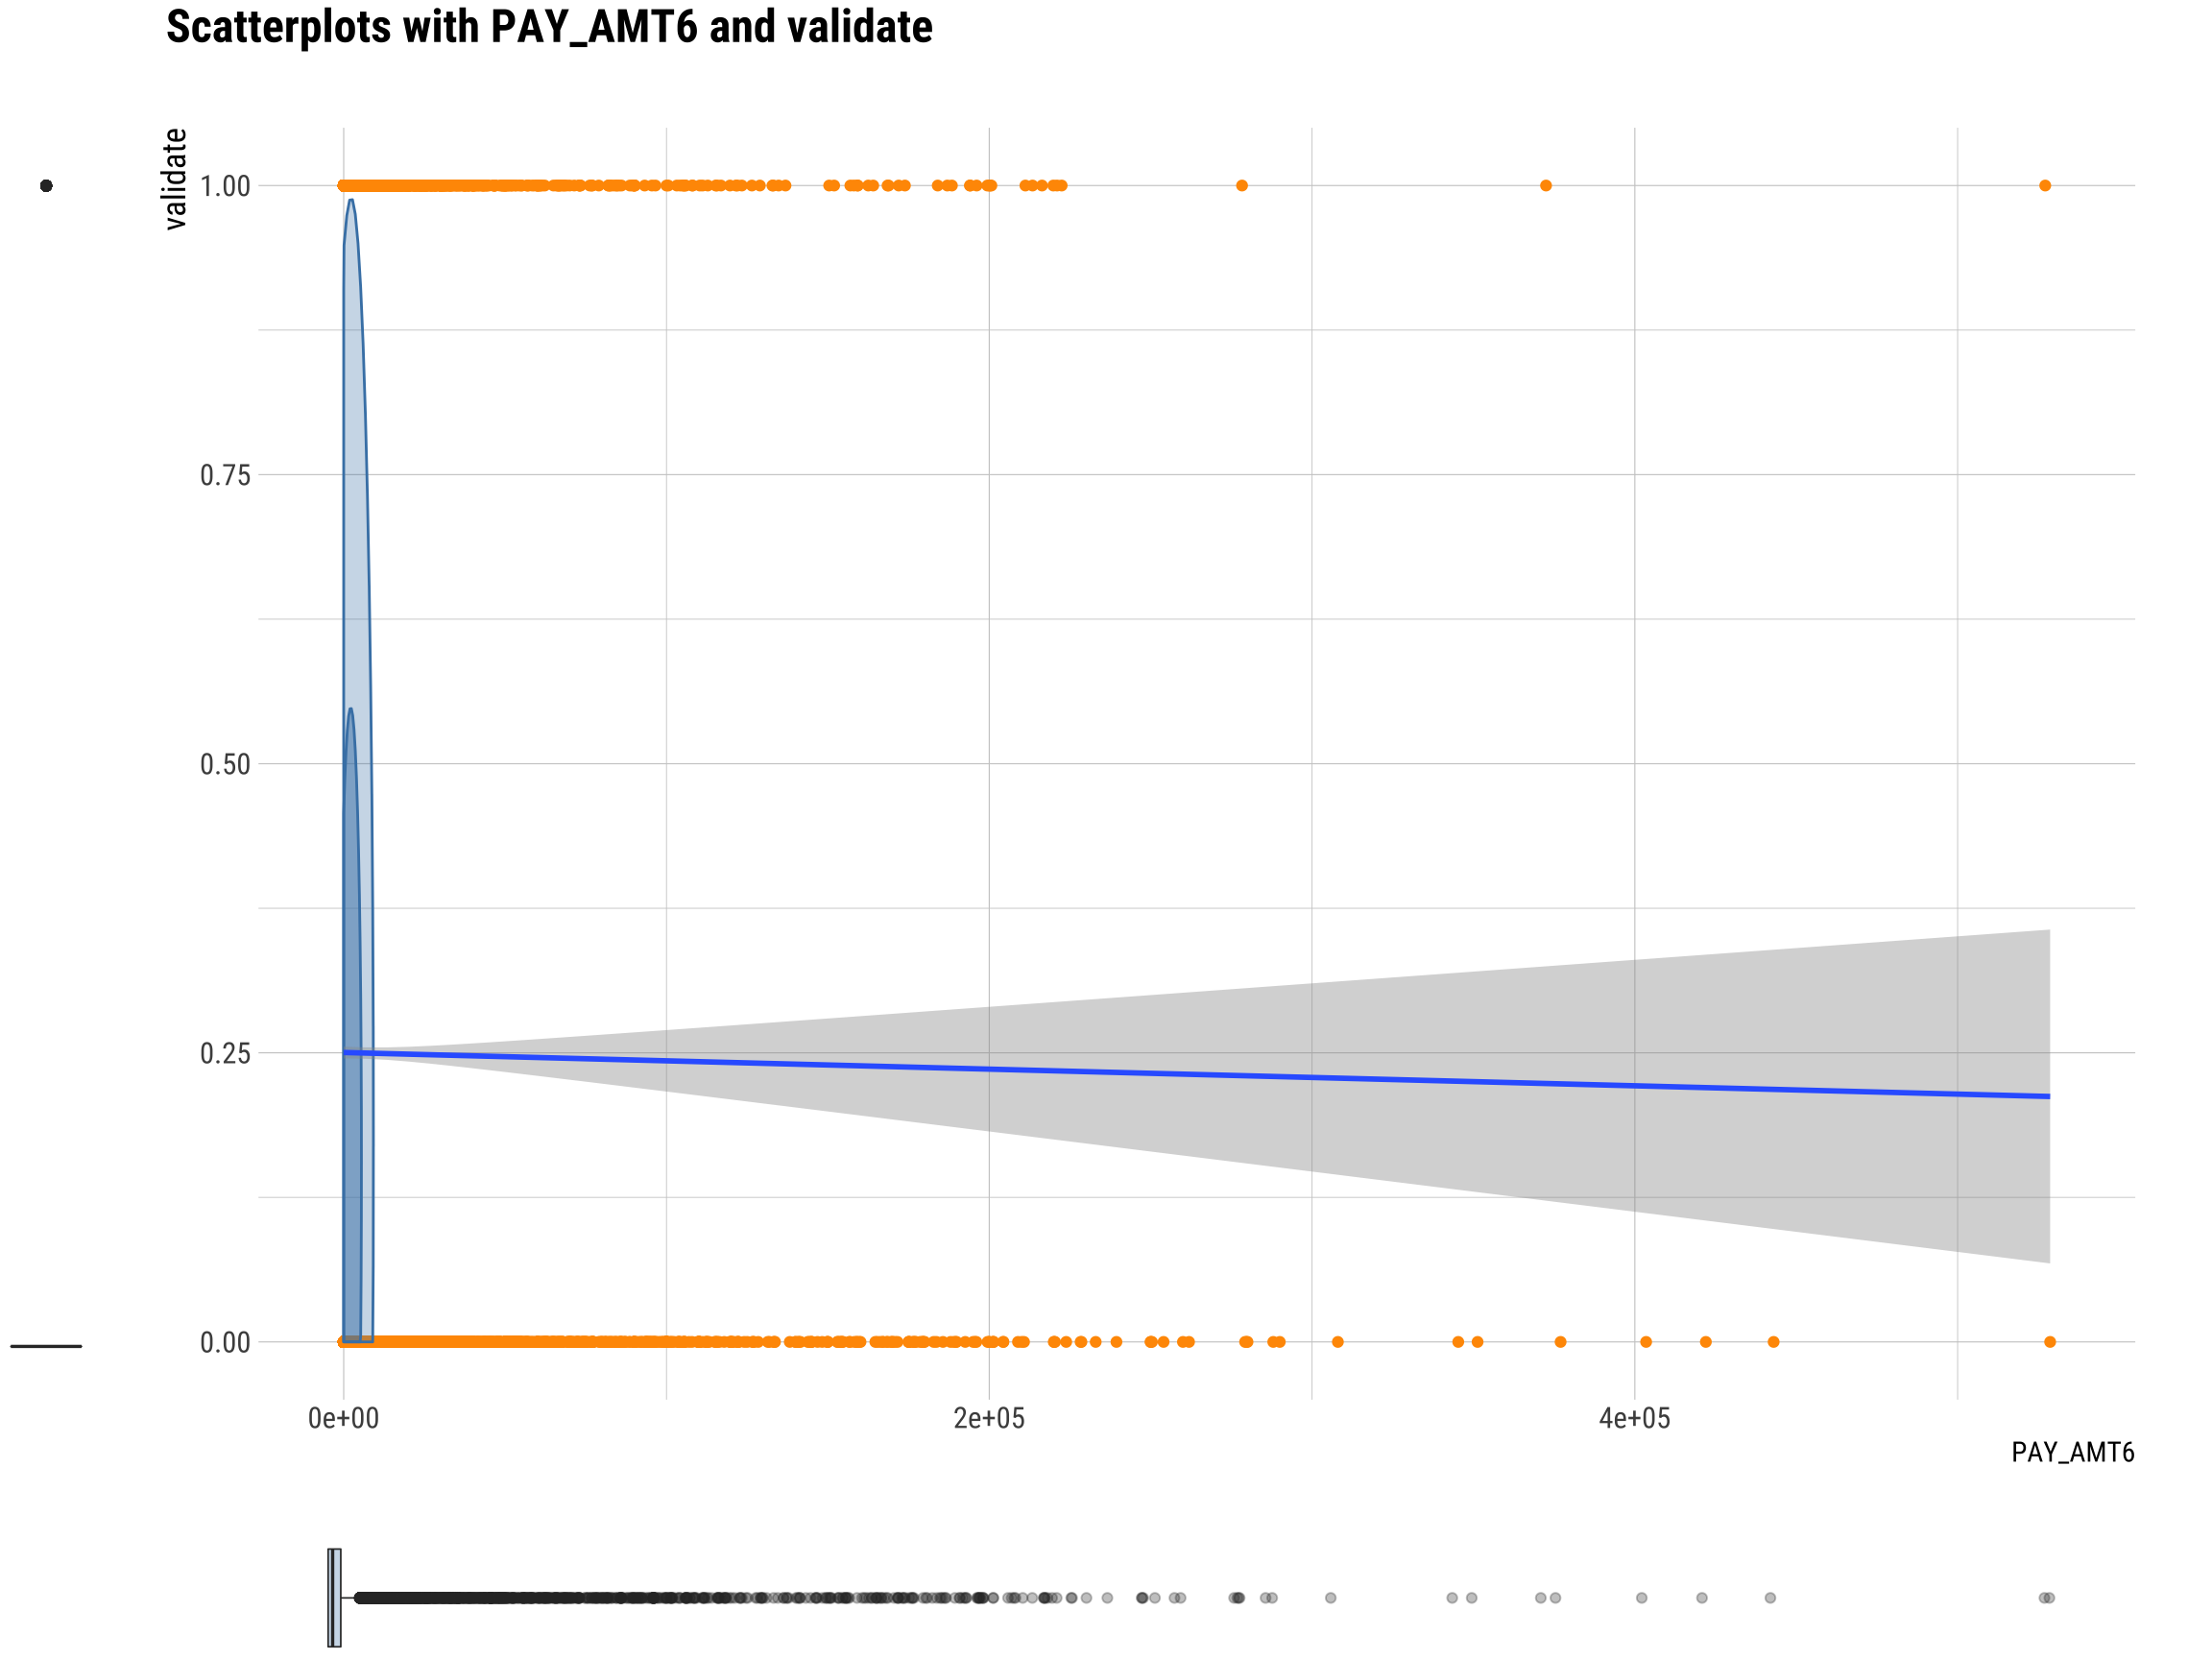 Scatterplots with PAY_AMT6 and validate
validate
1.00
0.75
0.50
0.25
0.00
0e+00 2e+05 4e+05
PAY_AMT6